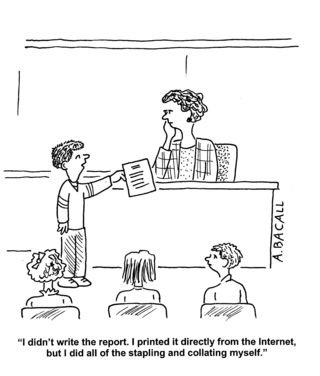 A.BACALL
“I didn’t write the report. I printed it directly from the Internet,
but I did all of the stapling and collating myself.”